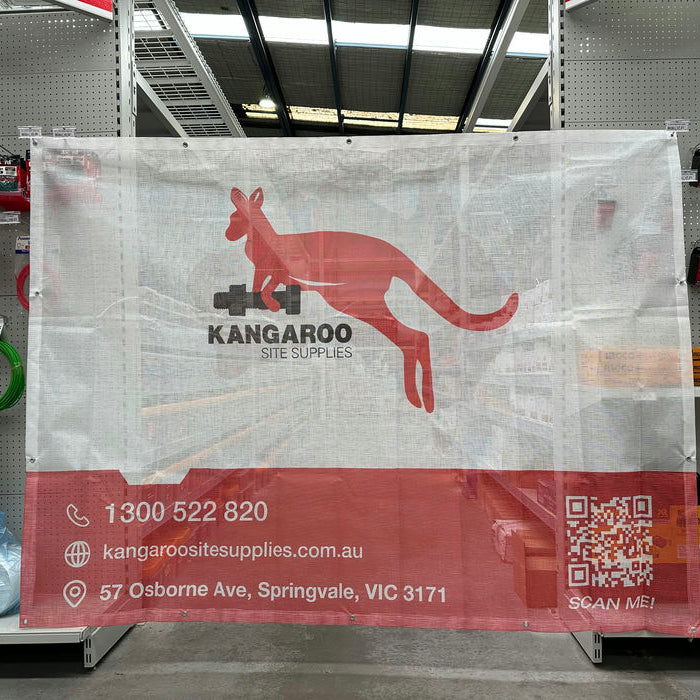 KANGAROO
SITE SUPPLIES
1300 522 820
kangaroositesupplies.com.au
57 Osborne Ave, Springvale, VIC 3171
SCAN ME!